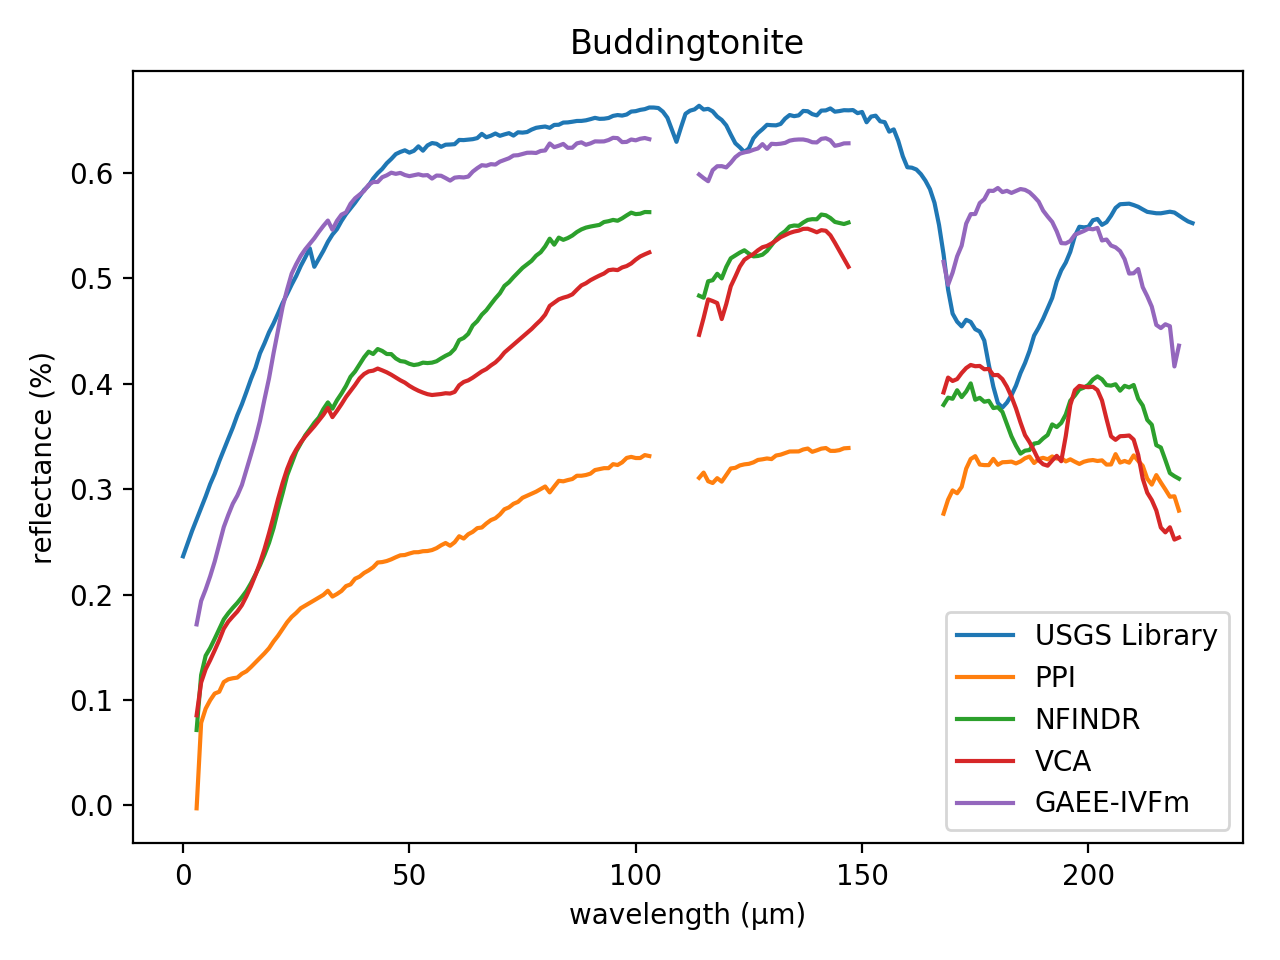 Buddingtonite
reflectance (%)
0.6
0.5
0.4
0.3
0.2
0.1
0.0
0
50
100
150
200
wavelength (μm)
USGS Library
PPI
NFINDR
VCA
GAEE-IVFm